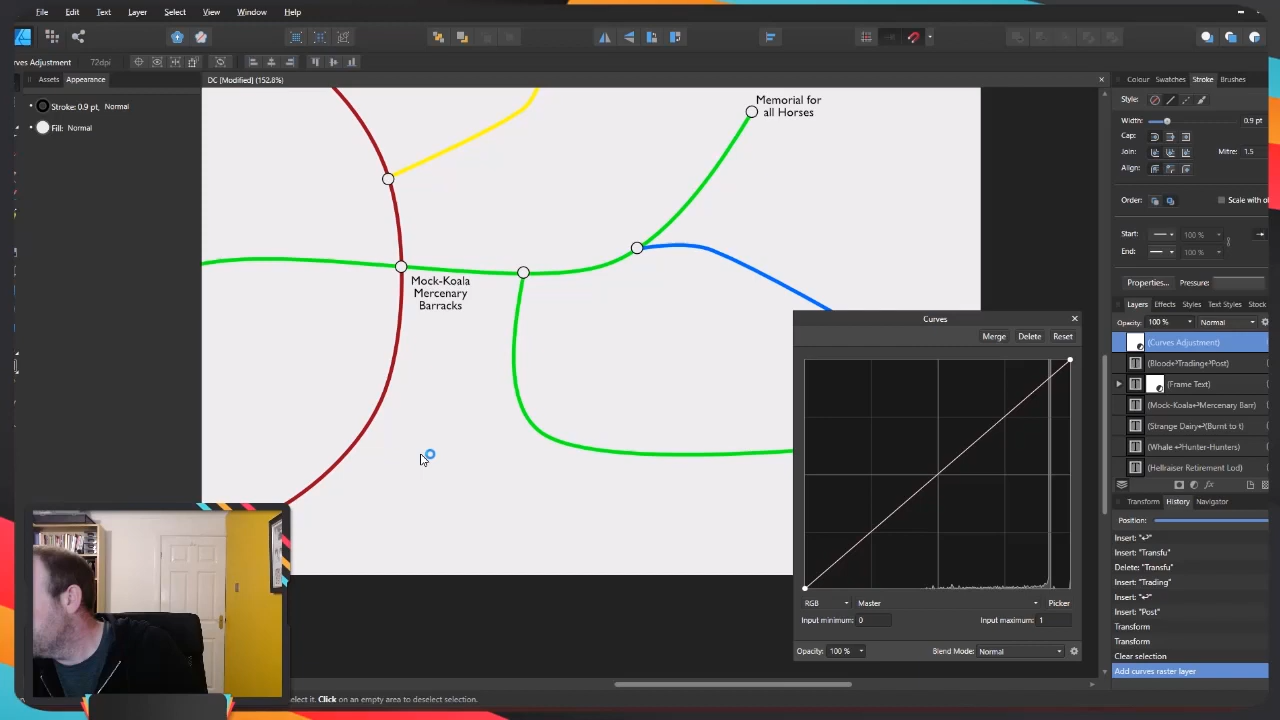 File Edit Text Layer Select View Window Help
rves Adjustment 72dpi
Assets Appearance
DC [Modified] (152.8%)
Colour Swatches Stroke Brushes
Stroke: 0.9 pt, Normal
Fill: Normal
Style:
Width: 0.9 pt
Cap:
Join: Mitre: 1.5
Align:
Order: Scale with ob
Start: 100 %
End: 100 %
Properties... Pressure:
Memorial for
all Horses
Mock-Koala
Mercenary
Barracks
Curves
Merge Delete Reset
RGB Master Picker
Input minimum: 0 Input maximum: 1
Opacity: 100 % Blend Mode: Normal
Layers Effects Styles Text Styles Stock
Opacity: 100 % Normal
(Curves Adjustment)
(Blood↵Trading↵Post)
(Frame Text)
(Mock-Koala↵Mercenary Barr)
(Strange Dairy↵(Burnt to t)
(Whale ↵Hunter-Hunters)
(Hellraiser Retirement Lod)
Transform History Navigator
Position:
Insert: "↵"
Insert: "Transfu"
Delete: "Transfu"
Insert: "Trading"
Insert: "↵"
Insert: "Post"
Transform
Transform
Clear selection
Add curves raster layer
elect it. Click on an empty area to deselect selection.